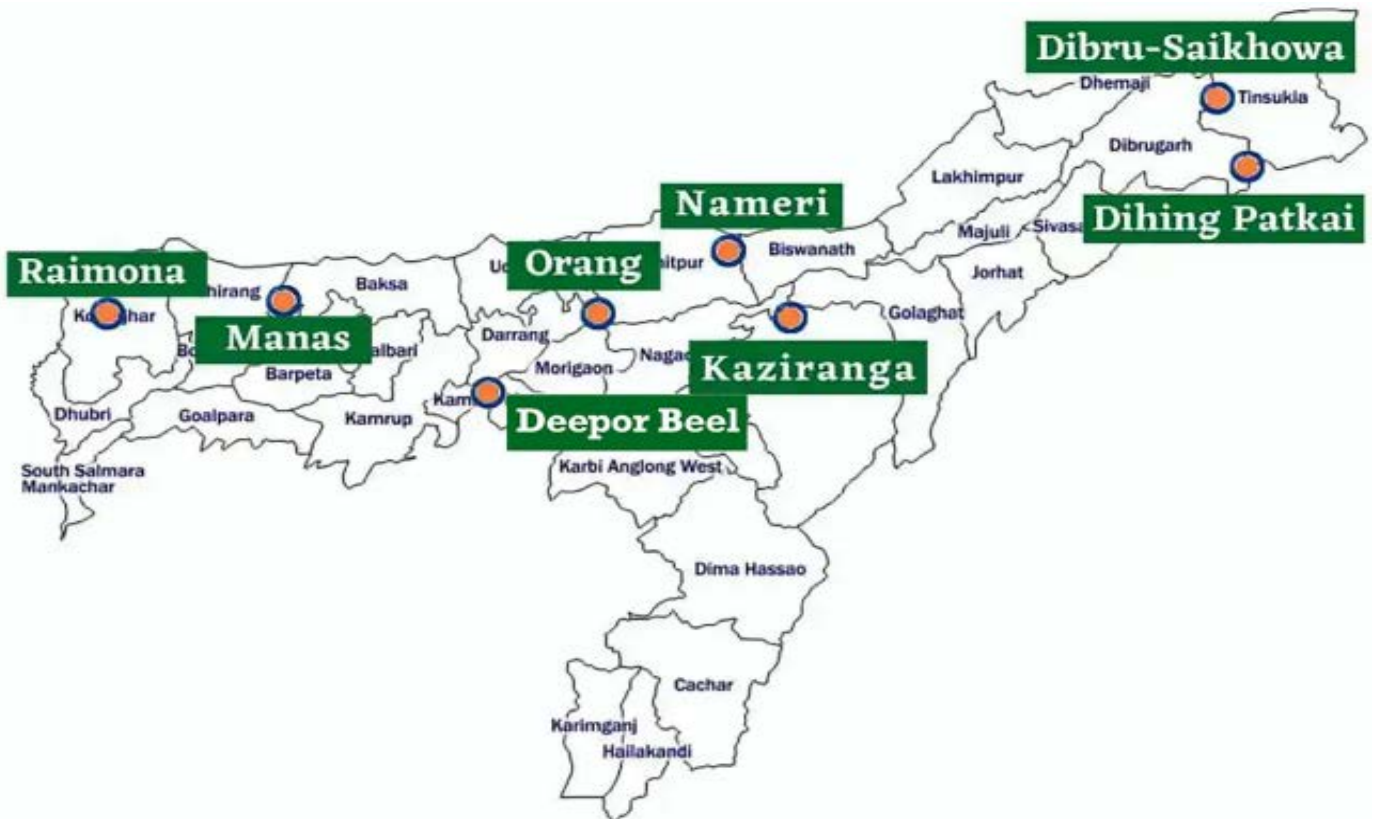 Dibru-Saikhowa
Dhemaji
Tinsukia
Dibrugarh
Lakhimpur
Dihing Patkai
Nameri
Majuli
Biswanath
Jorhat
Orang
Raimona
Baksa
Manas
Golaghat
Darrang
Kaziranga
Morigaon
Barpeta
Deepor Beel
Dhubri
Goalpara
Kamrup
Karbi Anglong West
South Salmara
Mankachar
Dima Hassao
Cachar
Karimganj
Hailakandi